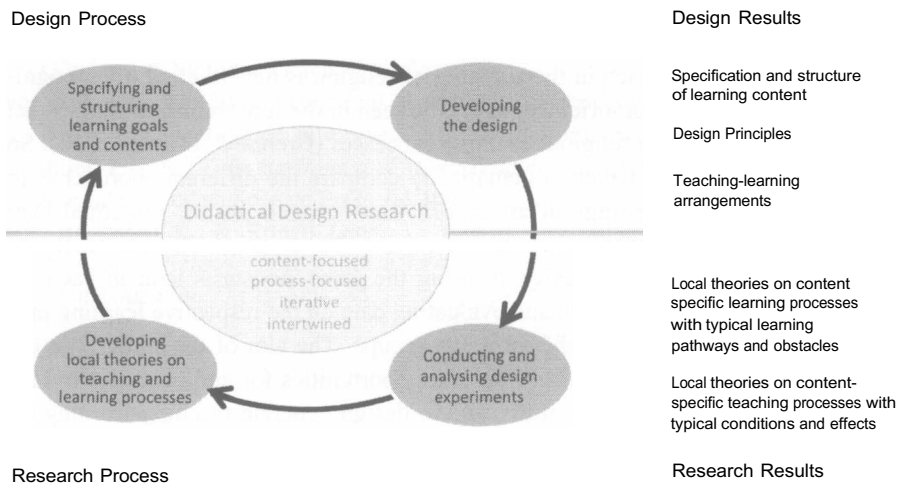 Design Process
Specifying and
structuring
learning goals
and contents
Developing
the design
Didactical Design Research
content-focused
process-focused
iterative
intertwined
Developing
local theories on
teaching and
learning processes
Conducting and
analysing design
experiments
Research Process
Design Results
Specification and structure
of learning content
Design Principles
Teaching-learning
arrangements
Local theories on content
specific learning processes
with typical learning
pathways and obstacles
Local theories on content-
specific teaching processes with
typical conditions and effects
Research Results